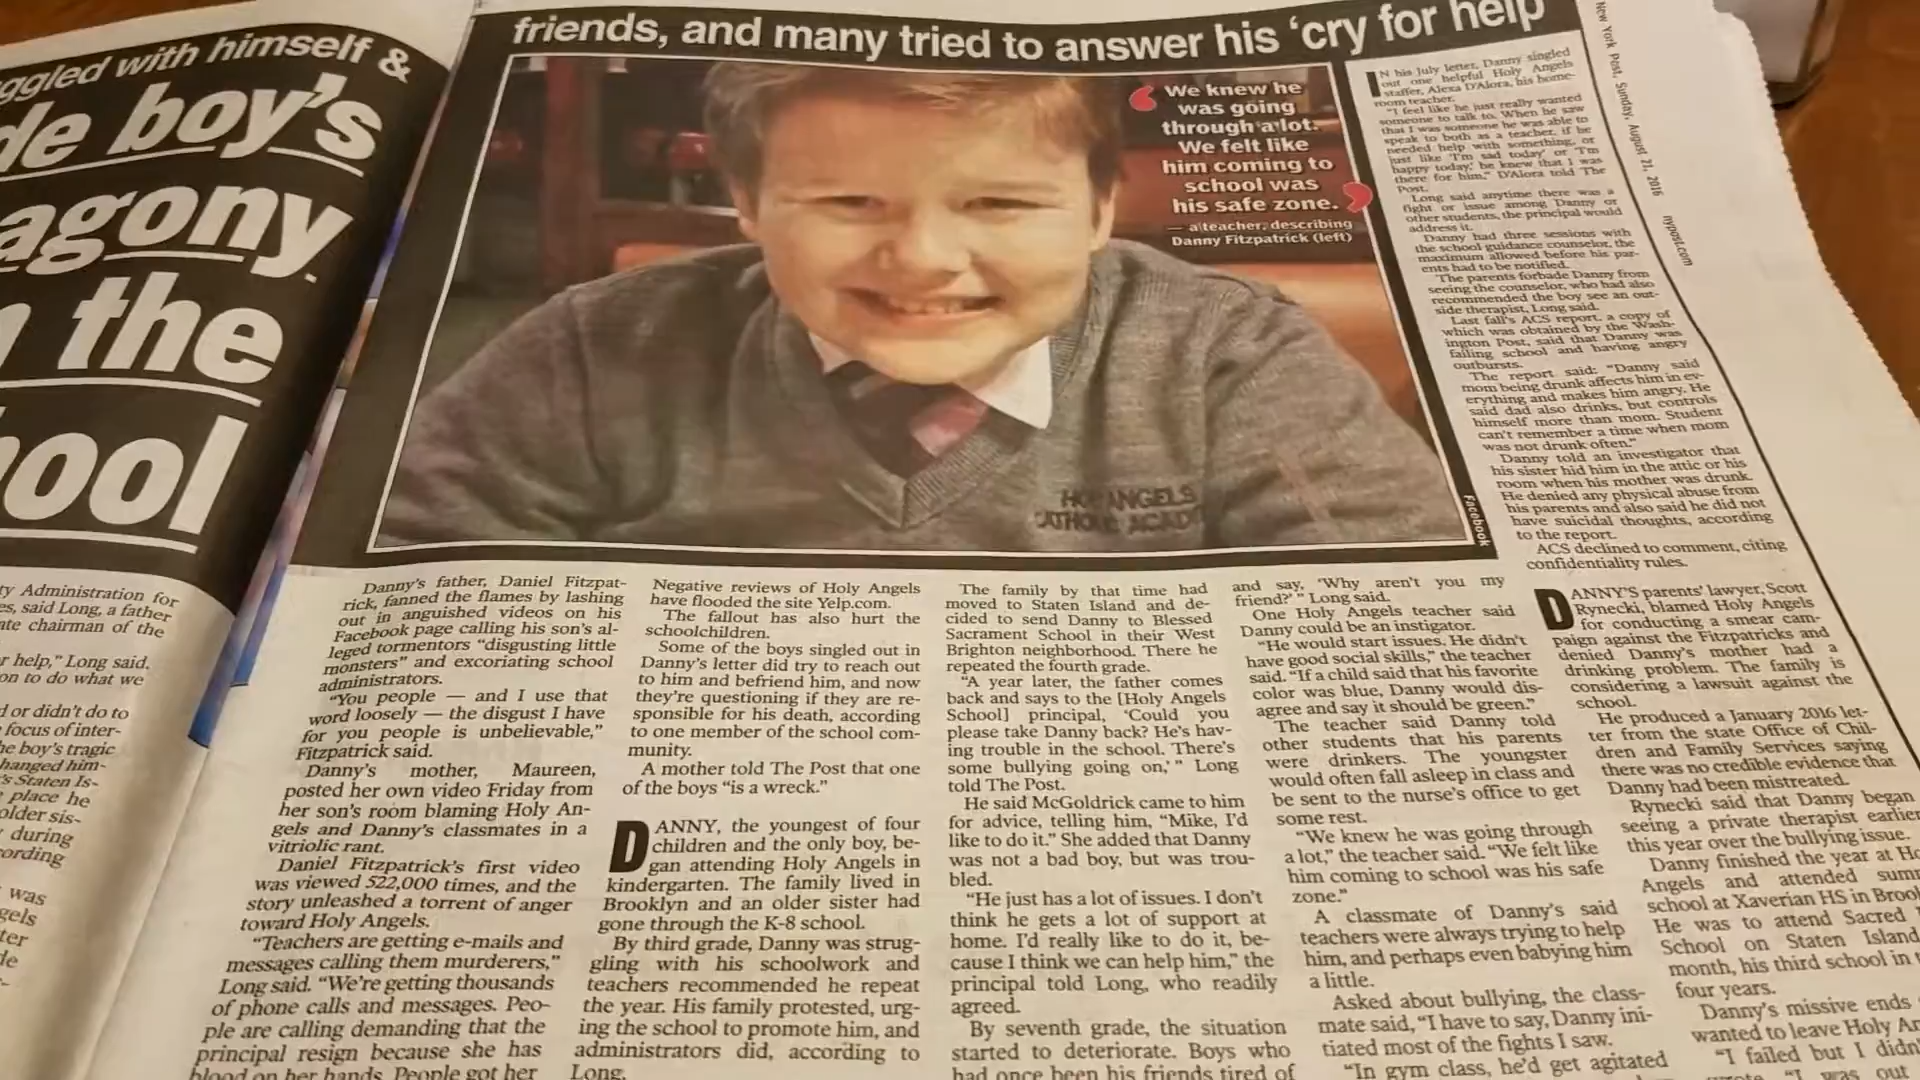 ggled with himself &
de boy's
agony
the
ool
friends, and many tried to answer his 'cry for help
We knew he
was going
through a lot.
We felt like
him coming to
school was
his safe zone.
— a teacher, describing
Danny Fitzpatrick (left)
HOLY ANGELS
CATHOLIC ACAD
Facebook
New York Post, Sunday, August 21, 2016
nypost.com
ty Administration for
es, said Long, a father
ate chairman of the
r help," Long said.
on to do what we
d or didn't do to
focus of inter-
he boy's tragic
hanged him-
's Staten Is-
place he
older sis-
during
cording
was
gels
ter
Danny's father, Daniel Fitzpat-
rick, fanned the flames by lashing
out in anguished videos on his
Facebook page calling his son's al-
leged tormentors "disgusting little
monsters" and excoriating school
administrators.
"You people — and I use that
word loosely — the disgust I have
for you people is unbelievable,"
Fitzpatrick said.
Danny's mother, Maureen,
posted her own video Friday from
her son's room blaming Holy An-
gels and Danny's classmates in a
vitriolic rant.
Daniel Fitzpatrick's first video
was viewed 522,000 times, and the
story unleashed a torrent of anger
toward Holy Angels.
"Teachers are getting e-mails and
messages calling them murderers,"
Long said. "We're getting thousands
of phone calls and messages. Peo-
ple are calling demanding that the
principal resign because she has
blood on her hands. People got her
Negative reviews of Holy Angels
have flooded the site Yelp.com.
The fallout has also hurt the
schoolchildren.
Some of the boys singled out in
Danny's letter did try to reach out
to him and befriend him, and now
they're questioning if they are re-
sponsible for his death, according
to one member of the school com-
munity.
A mother told The Post that one
of the boys "is a wreck."
DANNY, the youngest of four
children and the only boy, be-
gan attending Holy Angels in
kindergarten. The family lived in
Brooklyn and an older sister had
gone through the K-8 school.
By third grade, Danny was strug-
gling with his schoolwork and
teachers recommended he repeat
the year. His family protested, urg-
ing the school to promote him, and
administrators did, according to
Long.
The family by that time had
moved to Staten Island and de-
cided to send Danny to Blessed
Sacrament School in their West
Brighton neighborhood. There he
repeated the fourth grade.
"A year later, the father comes
back and says to the [Holy Angels
School] principal, 'Could you
please take Danny back? He's hav-
ing trouble in the school. There's
some bullying going on,' " Long
told The Post.
He said McGoldrick came to him
for advice, telling him, "Mike, I'd
like to do it." She added that Danny
was not a bad boy, but was trou-
bled.
"He just has a lot of issues. I don't
think he gets a lot of support at
home. I'd really like to do it, be-
cause I think we can help him," the
principal told Long, who readily
agreed.
By seventh grade, the situation
started to deteriorate. Boys who
had once been his friends tired of
and say, 'Why aren't you my
friend?' " Long said.
One Holy Angels teacher said
Danny could be an instigator.
"He would start issues. He didn't
have good social skills," the teacher
said. "If a child said that his favorite
color was blue, Danny would dis-
agree and say it should be green."
The teacher said Danny told
other students that his parents
were drinkers. The youngster
would often fall asleep in class and
be sent to the nurse's office to get
some rest.
"We knew he was going through
a lot," the teacher said. "We felt like
him coming to school was his safe
zone."
A classmate of Danny's said
teachers were always trying to help
him, and perhaps even babying him
a little.
Asked about bullying, the class-
mate said, "I have to say, Danny ini-
tiated most of the fights I saw.
"In gym class, he'd get agitated
IN his July letter, Danny singled
out one helpful Holy Angels
staffer, Alexa D'Alora, his home-
room teacher.
"I feel like he just really wanted
someone to talk to. When he saw
that I was someone he was able to
speak to both as a teacher, if he
needed help with something, or
just like 'I'm sad today' or 'I'm
happy today,' he knew that I was
there for him," D'Alora told The
Post.
Long said anytime there was a
fight or issue among Danny or
other students, the principal would
address it.
Danny had three sessions with
the school guidance counselor, the
maximum allowed before his par-
ents had to be notified.
The parents forbade Danny from
seeing the counselor, who had also
recommended the boy see an out-
side therapist, Long said.
Last fall's ACS report, a copy of
which was obtained by the Wash-
ington Post, said that Danny was
failing school and having angry
outbursts.
The report said: "Danny said
mom being drunk affects him in ev-
erything and makes him angry. He
said dad also drinks, but controls
himself more than mom. Student
can't remember a time when mom
was not drunk often."
Danny told an investigator that
his sister hid him in the attic or his
room when his mother was drunk.
He denied any physical abuse from
his parents and also said he did not
have suicidal thoughts, according
to the report.
ACS declined to comment, citing
confidentiality rules.
DANNY'S parents' lawyer, Scott
Rynecki, blamed Holy Angels
for conducting a smear cam-
paign against the Fitzpatricks and
denied Danny's mother had a
drinking problem. The family is
considering a lawsuit against the
school.
He produced a January 2016 let-
ter from the state Office of Chil-
dren and Family Services saying
there was no credible evidence that
Danny had been mistreated.
Rynecki said that Danny began
seeing a private therapist earlier
this year over the bullying issue.
Danny finished the year at Ho
Angels and attended sum
school at Xaverian HS in Brook
He was to attend Sacred
School on Staten Island
month, his third school in
four years.
Danny's missive ends
wanted to leave Holy An
"I failed but I didn'
"I was out